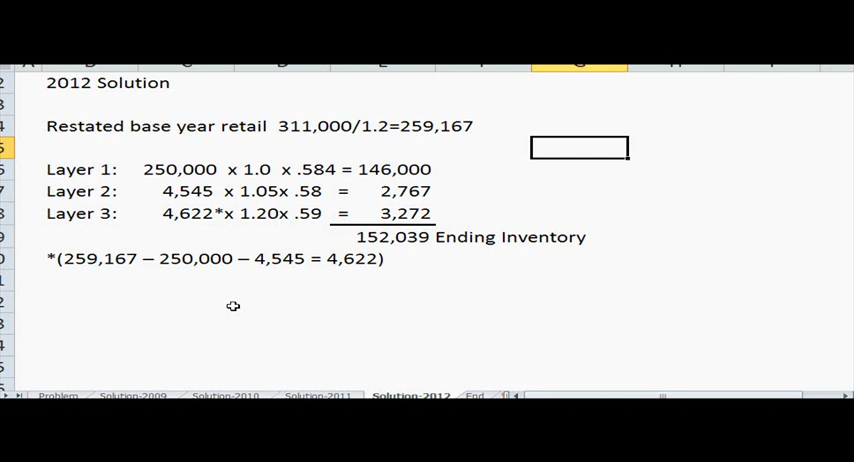 2012 Solution
Restated base year retail 311,000/1.2=259,167
Layer 1: 250,000 x 1.0 x .584 = 146,000
Layer 2: 4,545 x 1.05x .58 = 2,767
Layer 3: 4,622*x 1.20x .59 = 3,272
152,039 Ending Inventory
*(259,167 – 250,000 – 4,545 = 4,622)
Problem Solution-2009 Solution-2010 Solution-2011 Solution-2012 End